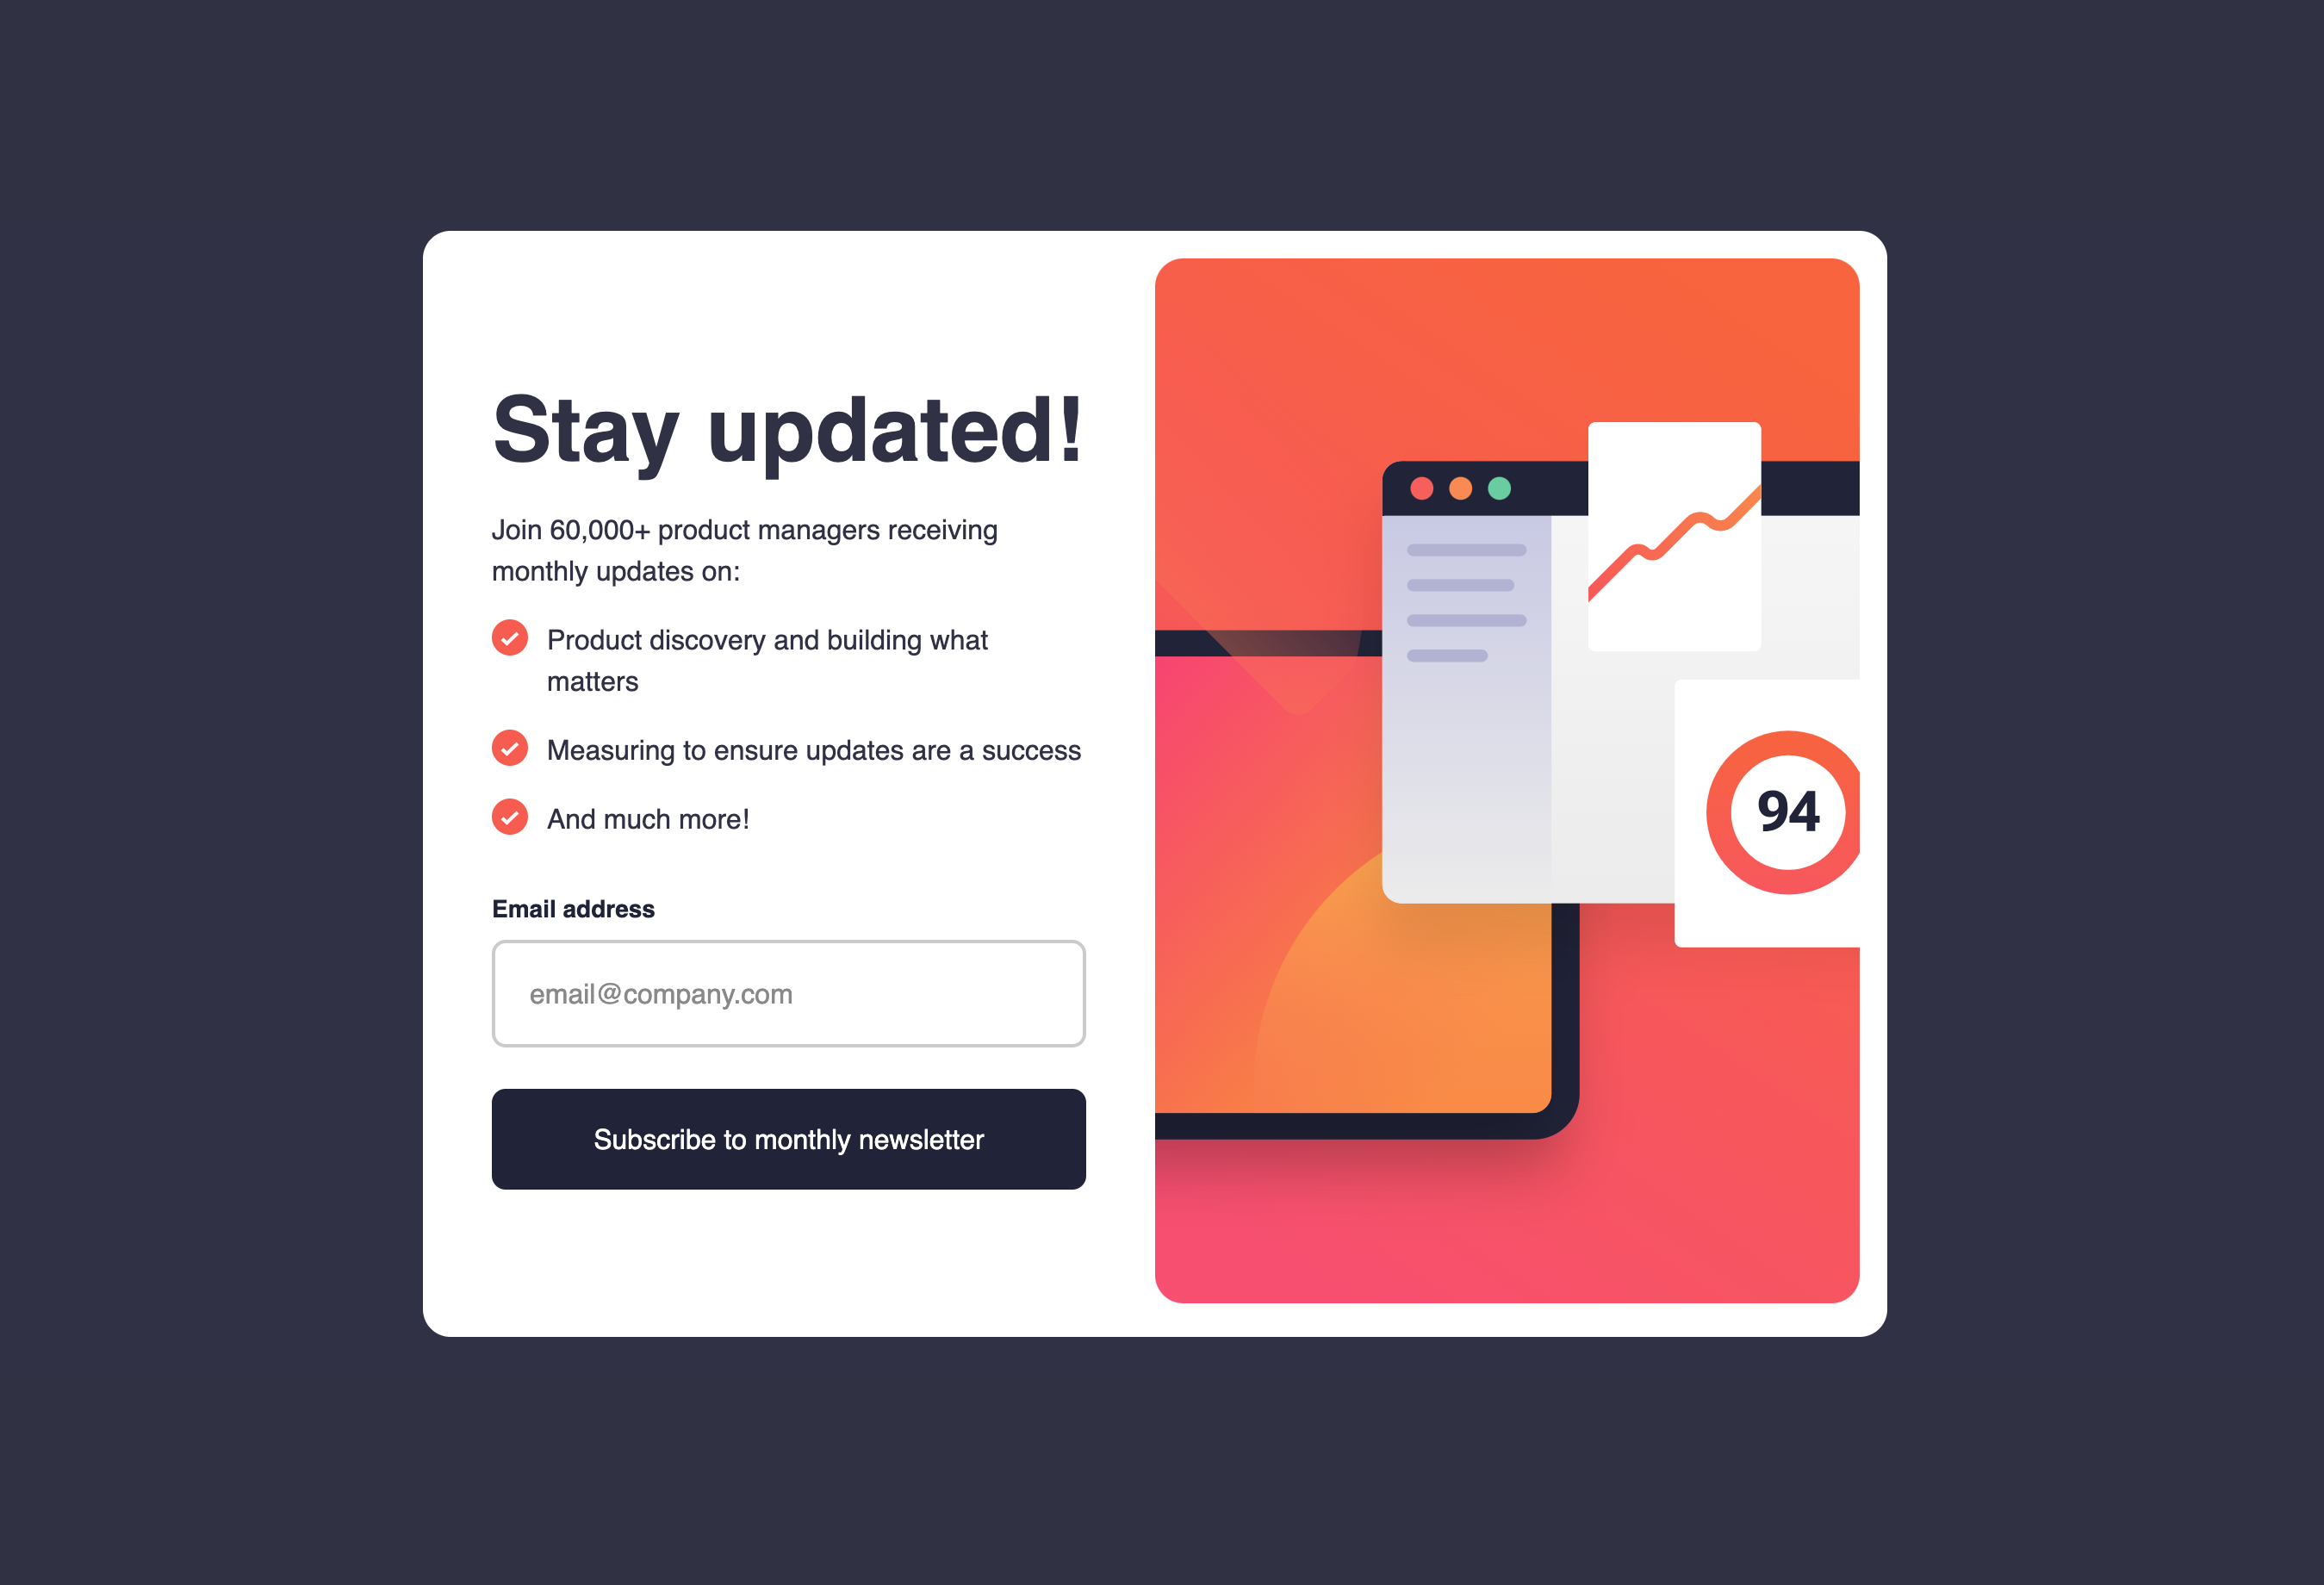 Stay updated!
Join 60,000+ product managers receiving
monthly updates on:
Product discovery and building what
matters
Measuring to ensure updates are a success
And much more!
Email address
email@company.com
Subscribe to monthly newsletter
94